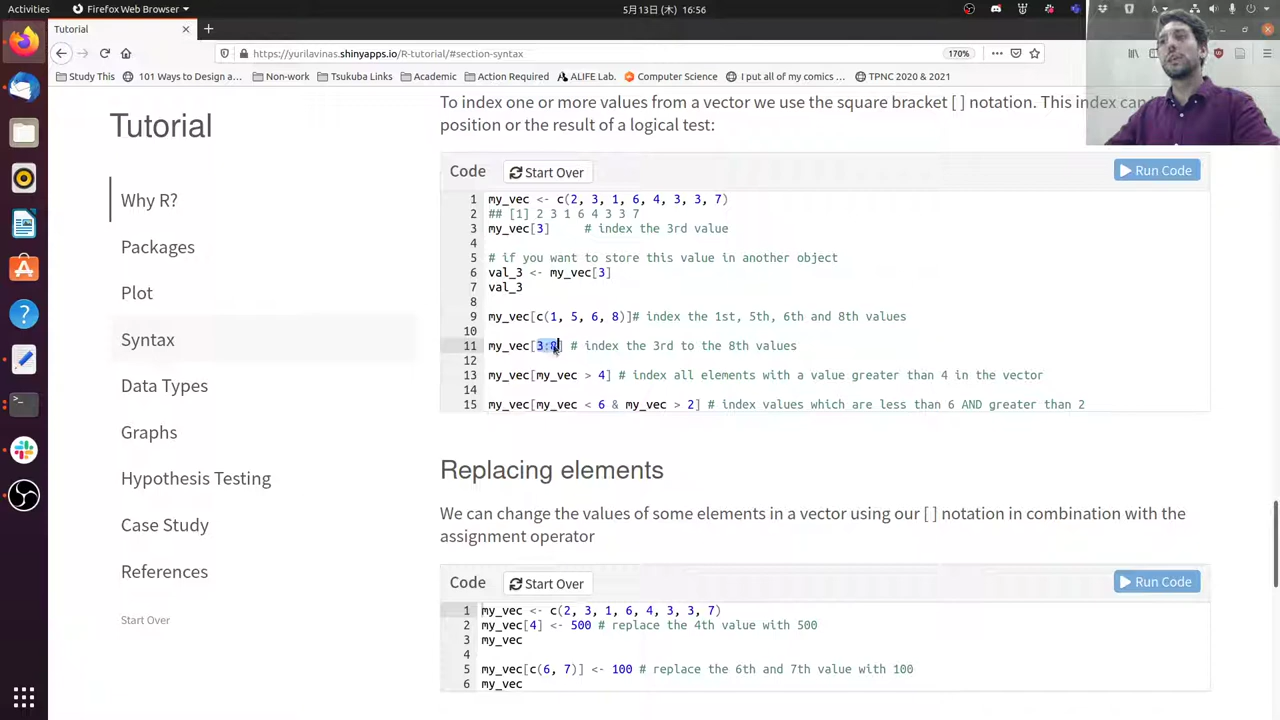 Activities
Firefox Web Browser
5月13日 (木) 16:56
Tutorial
https://yurilavinas.shinyapps.io/R-tutorial/#section-syntax
170%
Study This
101 Ways to Design a...
Non-work
Tsukuba Links
Academic
Action Required
ALIFE Lab.
Computer Science
I put all of my comics ...
TPNC 2020 & 2021
Tutorial
Why R?
Packages
Plot
Syntax
Data Types
Graphs
Hypothesis Testing
Case Study
References
Start Over
To index one or more values from a vector we use the square bracket [ ] notation. This index can
position or the result of a logical test:
Code
Start Over
Run Code
1 my_vec <- c(2, 3, 1, 6, 4, 3, 3, 7)
2 ## [1] 2 3 1 6 4 3 3 7
3 my_vec[3]     # index the 3rd value
4
5 # if you want to store this value in another object
6 val_3 <- my_vec[3]
7 val_3
8
9 my_vec[c(1, 5, 6, 8)]# index the 1st, 5th, 6th and 8th values
10
11 my_vec[3:8] # index the 3rd to the 8th values
12
13 my_vec[my_vec > 4] # index all elements with a value greater than 4 in the vector
14
15 my_vec[my_vec < 6 & my_vec > 2] # index values which are less than 6 AND greater than 2
Replacing elements
We can change the values of some elements in a vector using our [ ] notation in combination with the
assignment operator
Code
Start Over
Run Code
1 my_vec <- c(2, 3, 1, 6, 4, 3, 3, 7)
2 my_vec[4] <- 500 # replace the 4th value with 500
3 my_vec
4
5 my_vec[c(6, 7)] <- 100 # replace the 6th and 7th value with 100
6 my_vec